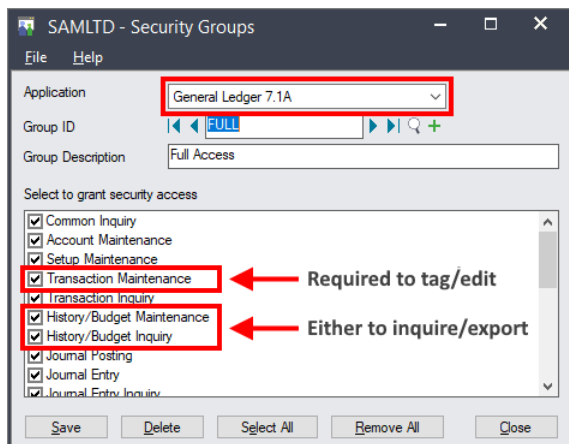 SAMLTD - Security Groups
File Help
Application General Ledger 7.1A
Group ID FULL
Group Description Full Access
Select to grant security access
Common Inquiry
Account Maintenance
Setup Maintenance
Transaction Maintenance
Required to tag/edit
Transaction Inquiry
History/Budget Maintenance
History/Budget Inquiry
Either to inquire/export
Journal Posting
Journal Entry
Journal Entry Inquiry
Save Delete Select All Remove All Close